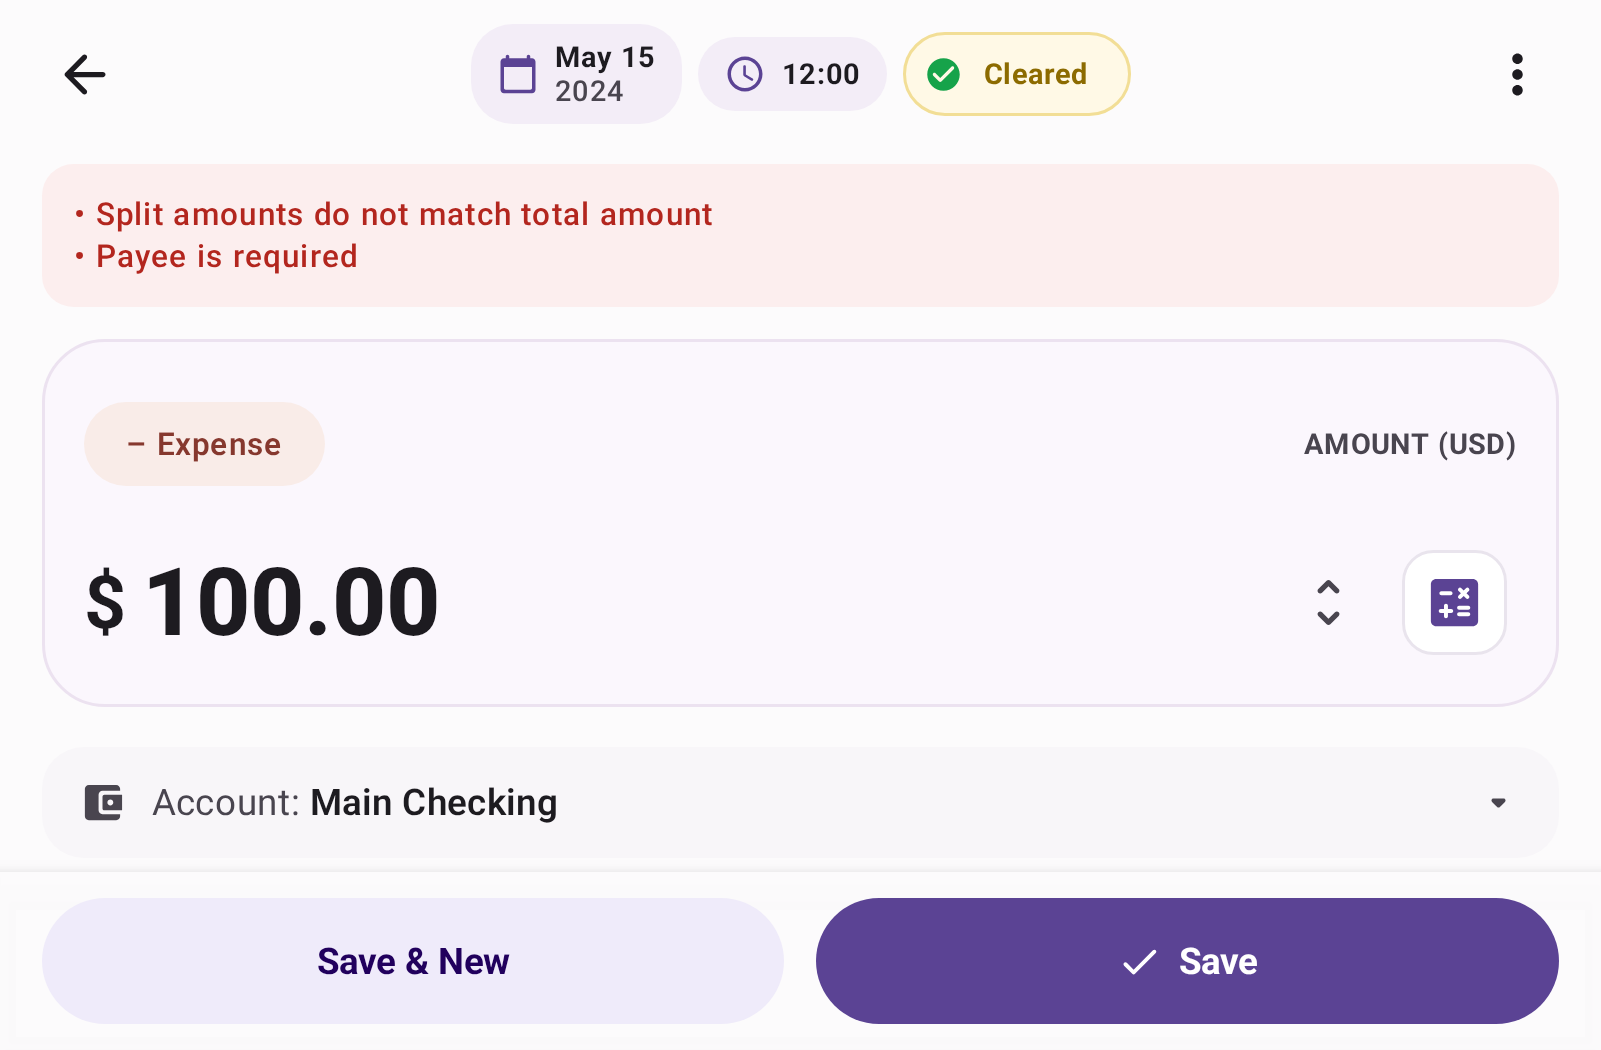 May 15
2024
12:00
Cleared
• Split amounts do not match total amount
• Payee is required
– Expense
AMOUNT (USD)
$ 100.00
Account: Main Checking
Save & New
Save